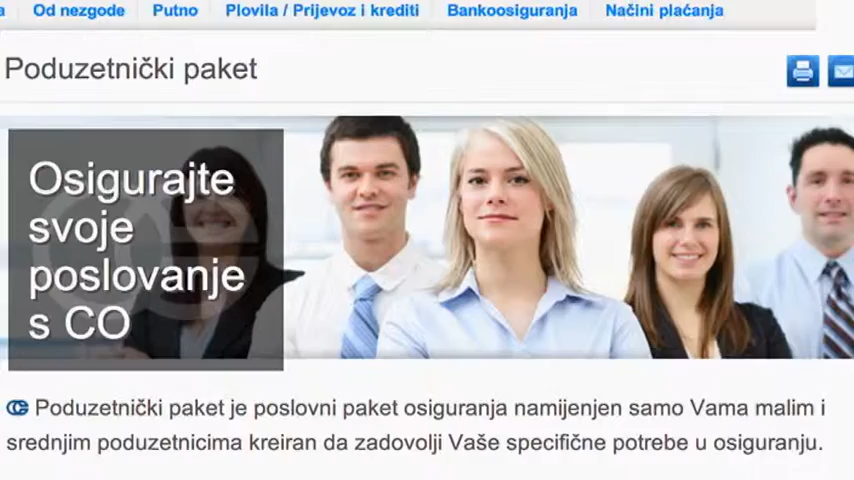 Od nezgode Putno Plovila / Prijevoz i krediti Bankoosiguranja Načini plaćanja
Poduzetnički paket
Osigurajte
svoje
poslovanje
s CO
Poduzetnički paket je poslovni paket osiguranja namijenjen samo Vama malim i
srednjim poduzetnicima kreiran da zadovolji Vaše specifične potrebe u osiguranju.